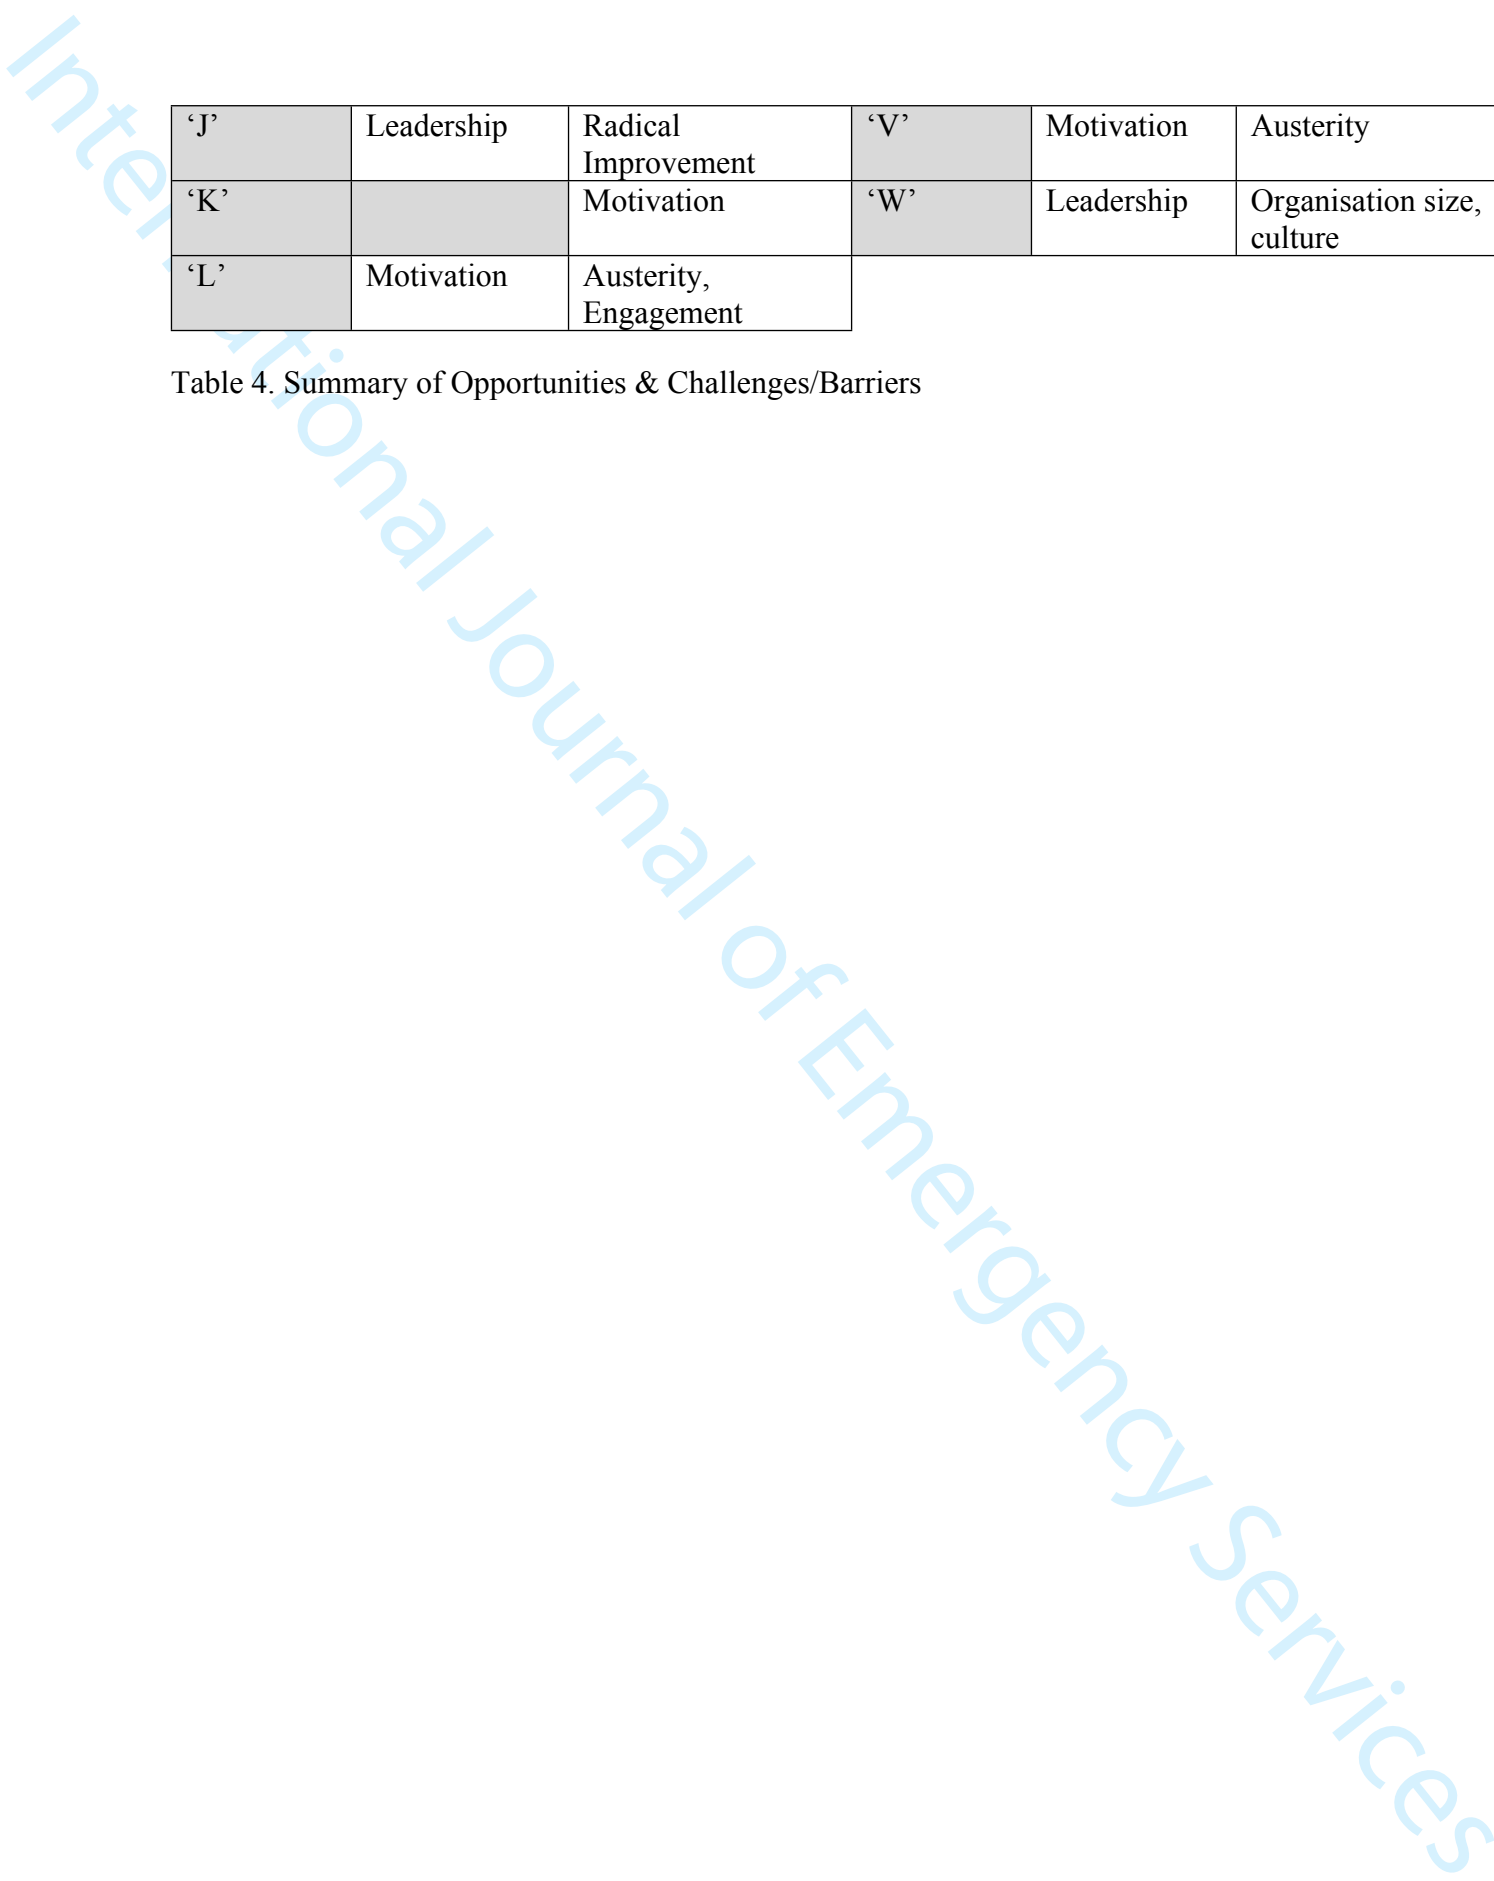 ‘J’ Leadership Radical Improvement ‘V’ Motivation Austerity
‘K’ Motivation ‘W’ Leadership Organisation size, culture
‘L’ Motivation Austerity, Engagement
Table 4. Summary of Opportunities & Challenges/Barriers
International Journal of Emergency Services